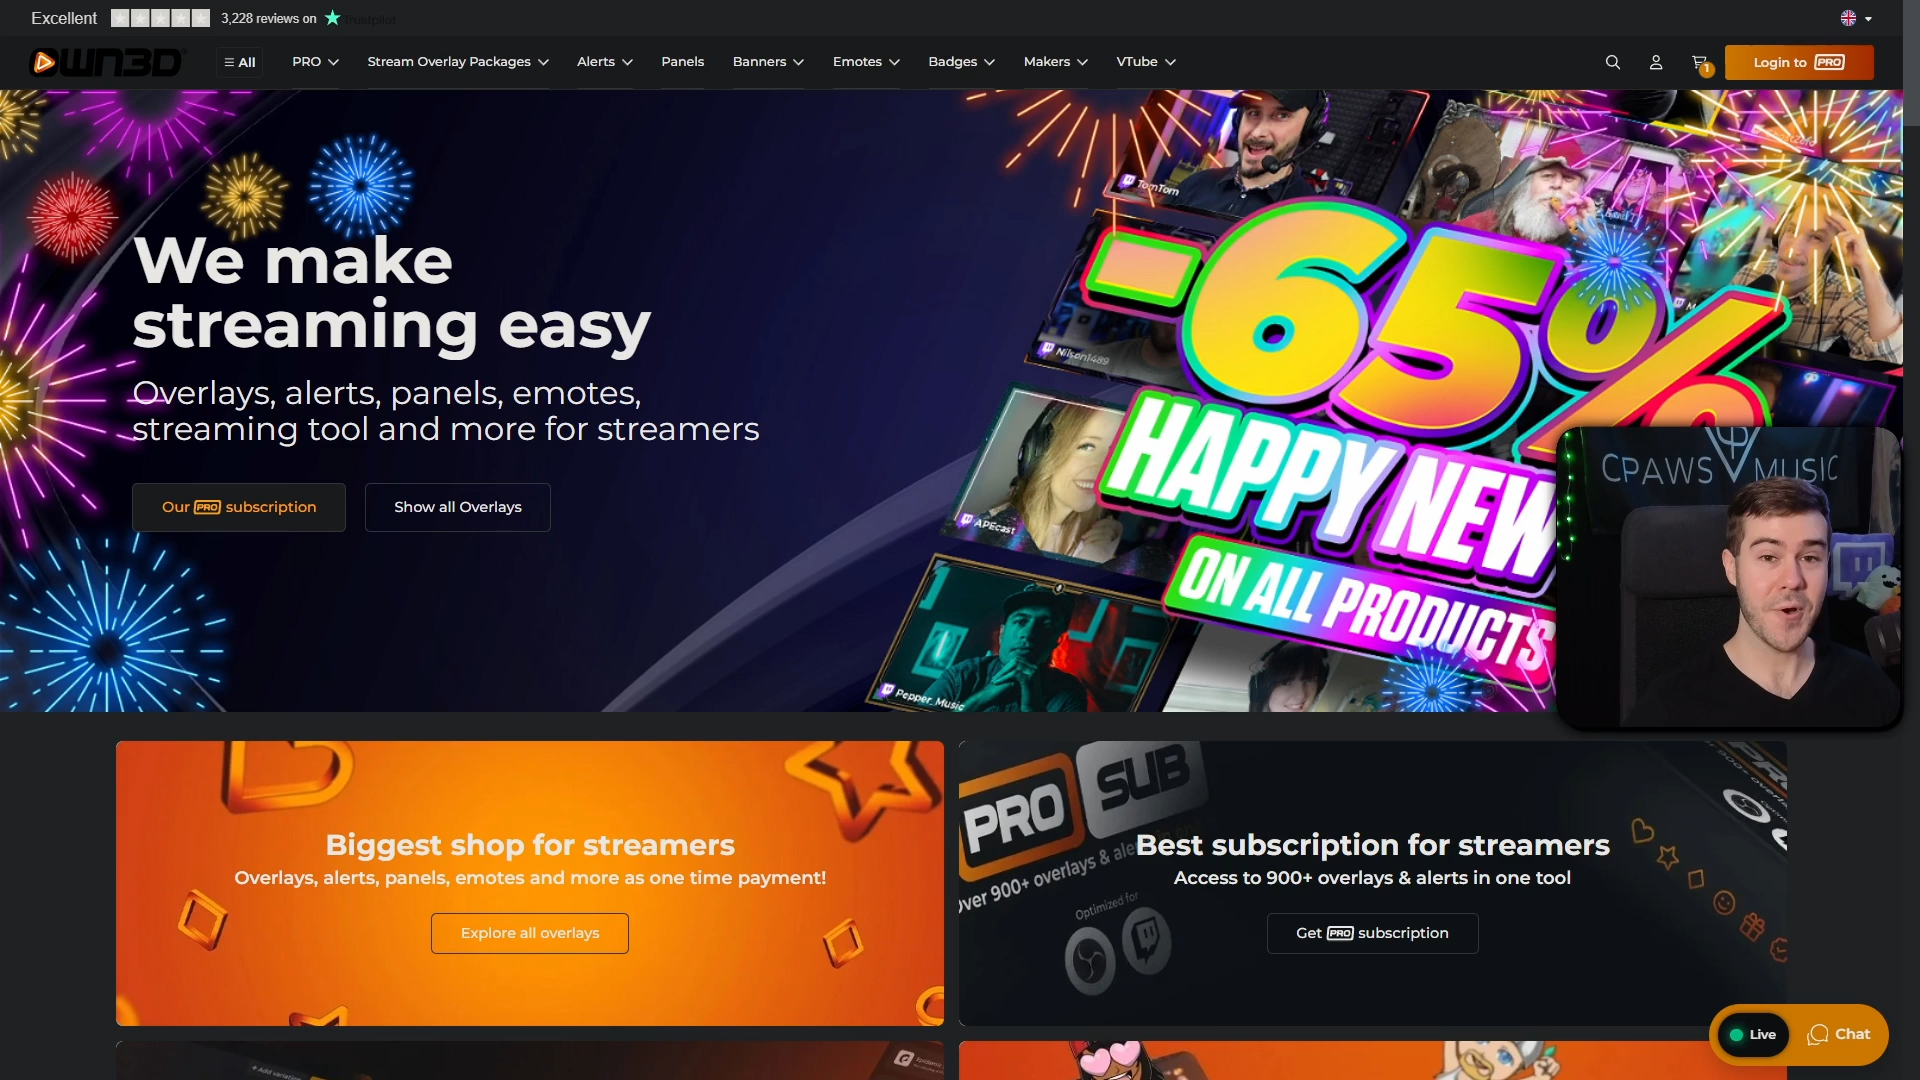 Excellent
3,228 reviews on
Trustpilot
OWN3D
All
PRO
Stream Overlay Packages
Alerts
Panels
Banners
Emotes
Badges
Makers
VTube
1
Login to PRO
We make
streaming easy
Overlays, alerts, panels, emotes,
streaming tool and more for streamers
Our PRO subscription
Show all Overlays
TomTom
-65%
Nilson1489
HAPPY NEW
APEcast
ON ALL PRODUCTS
Pepper_Music
CPAWS MUSIC
Biggest shop for streamers
Overlays, alerts, panels, emotes and more as one time payment!
Explore all overlays
PRO SUB
over 900+ overlays & ale
Optimized for
Best subscription for streamers
Access to 900+ overlays & alerts in one tool
Get PRO subscription
+ Add variation
Live
Chat